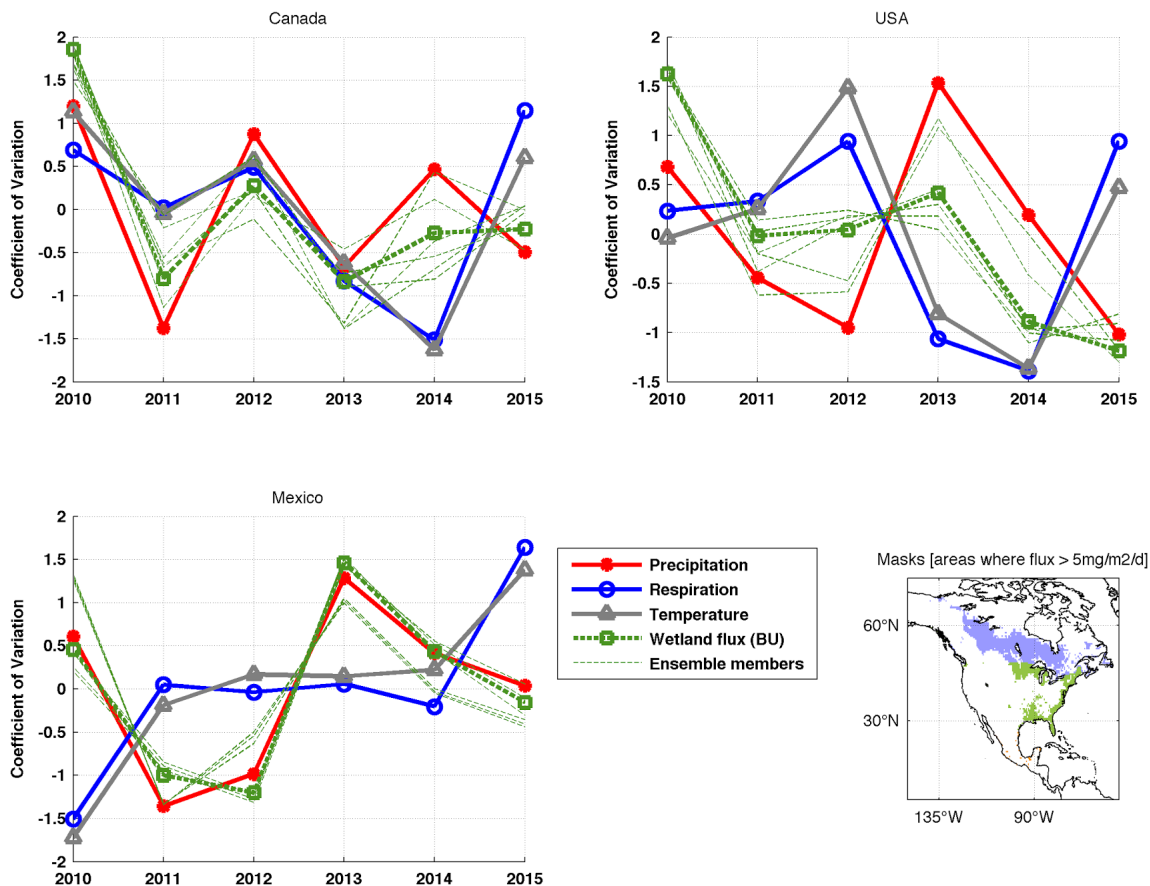 Canada
2
1.5
1
0.5
0
-0.5
-1
-1.5
-2
Coefficient of Variation
2010 2011 2012 2013 2014 2015
USA
2
1.5
1
0.5
0
-0.5
-1
-1.5
Coefficient of Variation
2010 2011 2012 2013 2014 2015
Mexico
2
1.5
1
0.5
0
-0.5
-1
-1.5
-2
Coefficient of Variation
2010 2011 2012 2013 2014 2015
Precipitation
Respiration
Temperature
Wetland flux (BU)
Ensemble members
Masks [areas where flux > 5mg/m2/d]
60°N
30°N
135°W 90°W